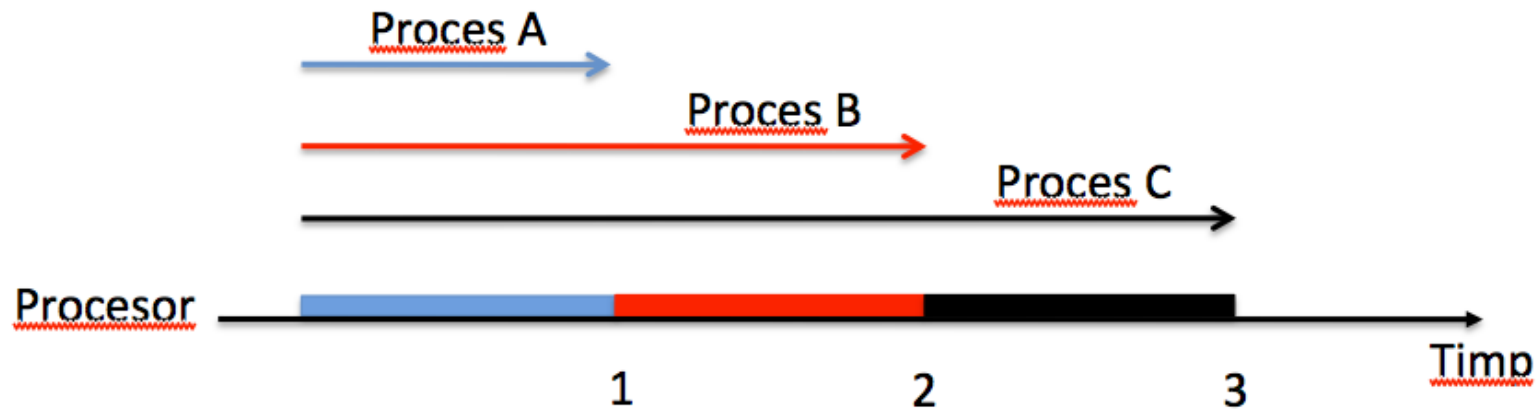 Proces A
Proces B
Proces C
Procesor
Timp
1 2 3